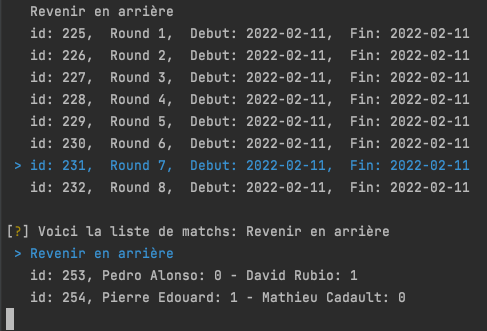 Revenir en arrière
id: 225, Round 1, Debut: 2022-02-11, Fin: 2022-02-11
id: 226, Round 2, Debut: 2022-02-11, Fin: 2022-02-11
id: 227, Round 3, Debut: 2022-02-11, Fin: 2022-02-11
id: 228, Round 4, Debut: 2022-02-11, Fin: 2022-02-11
id: 229, Round 5, Debut: 2022-02-11, Fin: 2022-02-11
id: 230, Round 6, Debut: 2022-02-11, Fin: 2022-02-11
> id: 231, Round 7, Debut: 2022-02-11, Fin: 2022-02-11
id: 232, Round 8, Debut: 2022-02-11, Fin: 2022-02-11
[?] Voici la liste de matchs: Revenir en arrière
> Revenir en arrière
id: 253, Pedro Alonso: 0 - David Rubio: 1
id: 254, Pierre Edouard: 1 - Mathieu Cadault: 0